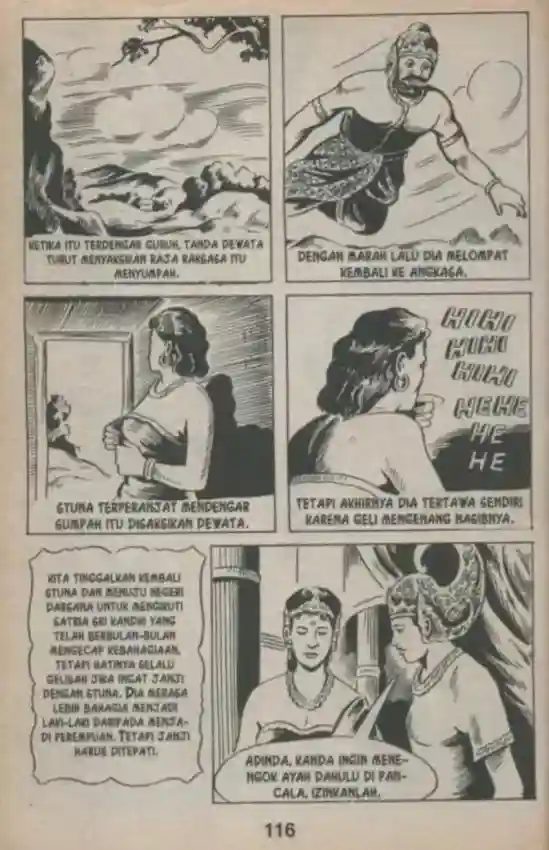 KETIKA ITU TERDENGAR GURUH, TANDA DEWATA
TURUT MENYAKSIKAN RAJA RAKSASA ITU
MENYUMPAH.
DENGAN MARAH LALU DIA MELOMPAT
KEMBALI KE ANGKASA.
STUNA TERPERANJAT MENDENGAR
SUMPAH ITU DISAKSIKAN DEWATA.
HIHI
HIHI
HIHI
HEHE
HE
HE
TETAPI AKHIRNYA DIA TERTAWA SENDIRI
KARENA GELI MENGENANG NASIBNYA.
KITA TINGGALKAN KEMBALI
STUNA DAN MENUJU NEGERI
DARSANA UNTUK MENGIKUTI
SATRIA SRI KANDHI YANG
TELAH BERBULAN-BULAN
MENGECAP KEBAHAGIAAN.
TETAPI HATINYA SELALU
GELISAH JIKA INGAT JANJI
DENGAN STUNA. DIA MERASA
LEBIH BAHAGIA MENJADI
LAKI-LAKI DARIPADA MENJA-
DI PEREMPUAN. TETAPI JANJI
HARUS DITEPATI.
ADINDA, KANDA INGIN MENE-
NGOK AYAH DAHULU DI PAN-
CALA. IZINKANLAH.
116